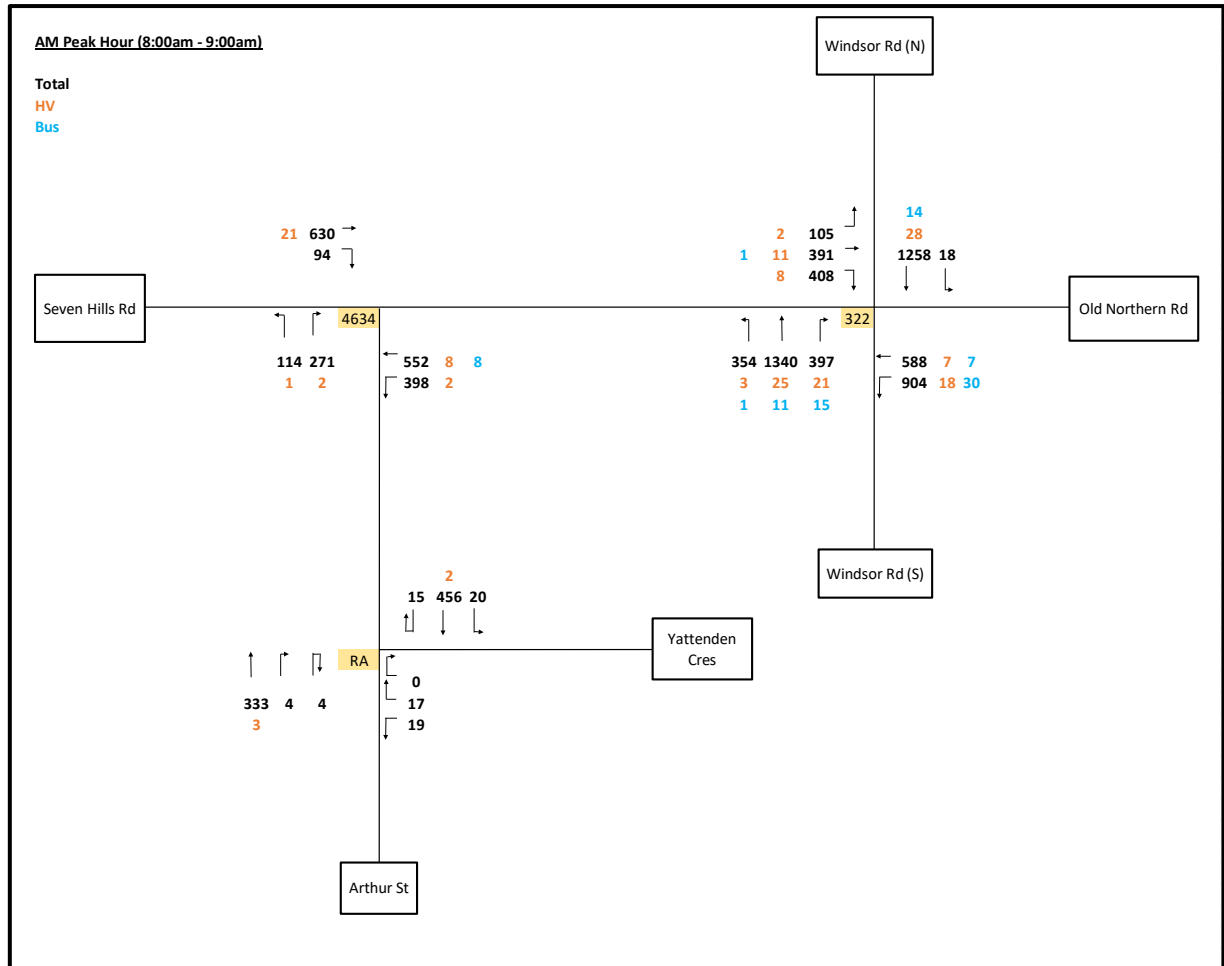 AM Peak Hour (8:00am - 9:00am)
Total
HV
Bus
Windsor Rd (N)
14
21 630
2 105
28
94
1 11 391
1258 18
8 408
Seven Hills Rd
Old Northern Rd
4634
322
114 271
552 8 8
354 1340 397
588 7 7
1 2
398 2
3 25 21
904 18 30
1 11 15
Windsor Rd (S)
2
15 456 20
Yattenden
Cres
RA
0
333 4 4
17
3
19
Arthur St